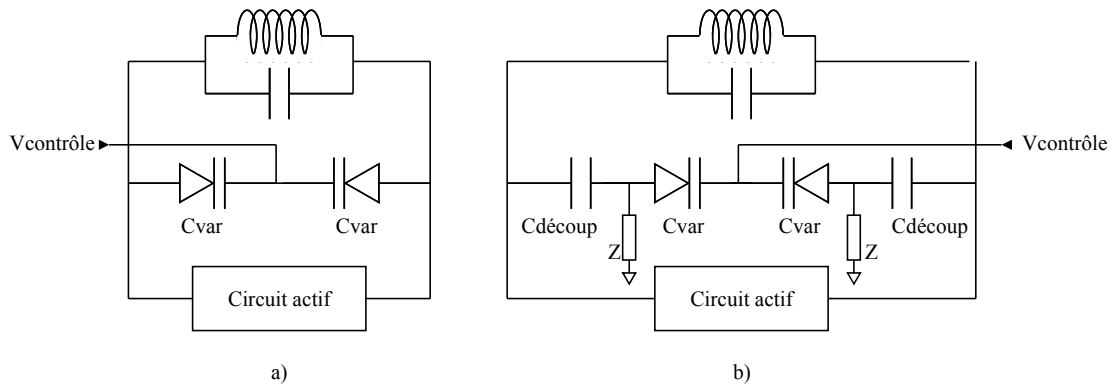 Vcontrôle
Cvar
Cvar
Circuit actif
a)
Vcontrôle
Cdécoup
Cvar
Cvar
Cdécoup
Z
Z
Circuit actif
b)